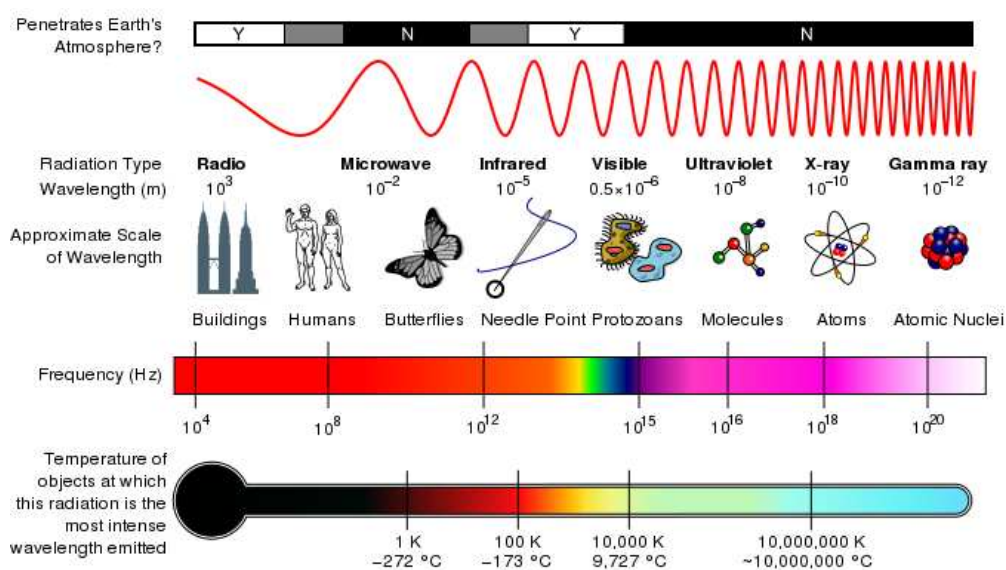 Penetrates Earth's
Atmosphere?
Y N Y N
Radiation Type
Radio Microwave Infrared Visible Ultraviolet X-ray Gamma ray
Wavelength (m)
10³ 10⁻² 10⁻⁵ 0.5×10⁻⁶ 10⁻⁸ 10⁻¹⁰ 10⁻¹²
Approximate Scale
of Wavelength
Buildings Humans Butterflies Needle Point Protozoans Molecules Atoms Atomic Nuclei
Frequency (Hz)
10⁴ 10⁸ 10¹² 10¹⁵ 10¹⁶ 10¹⁸ 10²⁰
Temperature of
objects at which
this radiation is the
most intense
wavelength emitted
1 K 100 K 10,000 K 10,000,000 K
−272 °C −173 °C 9,727 °C ~10,000,000 °C